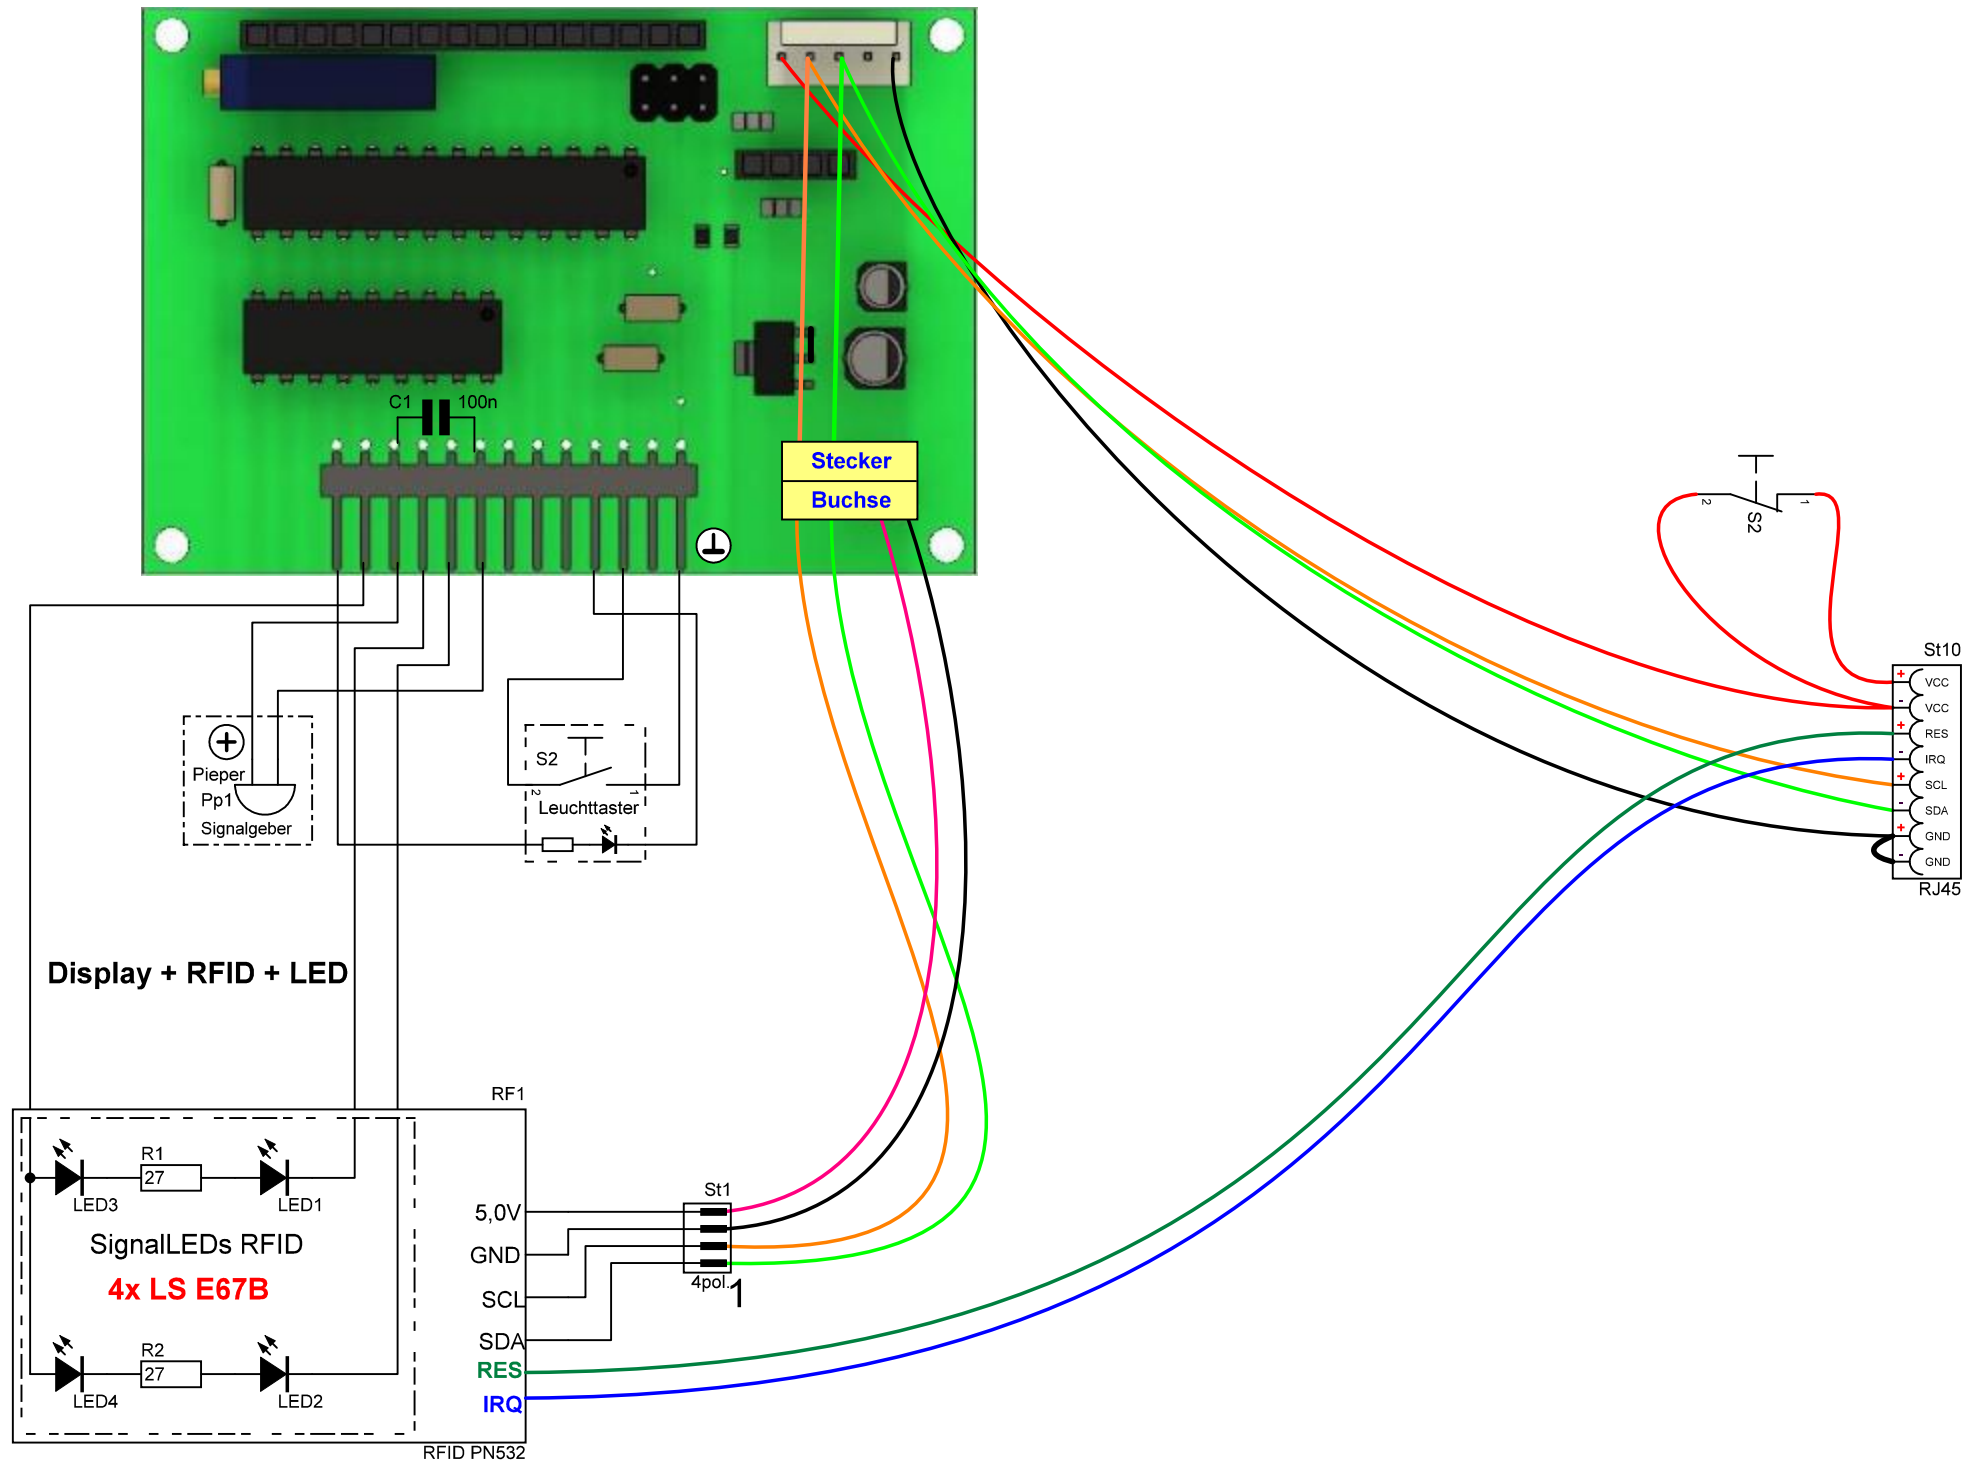 C1
100n
Stecker
Buchse
2
1
S2
St10
+
VCC
-
VCC
+
RES
-
IRQ
+
SCL
-
SDA
+
GND
-
GND
RJ45
Pieper
Pp1
Signalgeber
S2
2
1
Leuchttaster
Display + RFID + LED
RF1
R1
27
LED3
LED1
SignalLEDs RFID
4x LS E67B
R2
27
LED4
LED2
5,0V
GND
SCL
SDA
RES
IRQ
RFID PN532
St1
4pol.
1